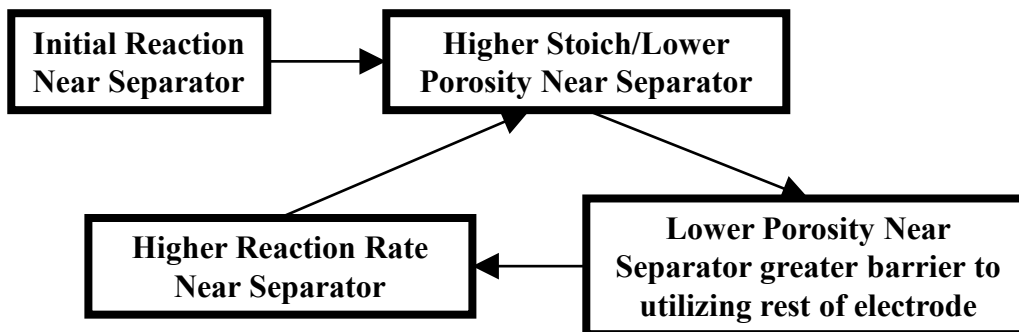 Initial Reaction
Near Separator
Higher Stoich/Lower
Porosity Near Separator
Lower Porosity Near
Separator greater barrier to
utilizing rest of electrode
Higher Reaction Rate
Near Separator